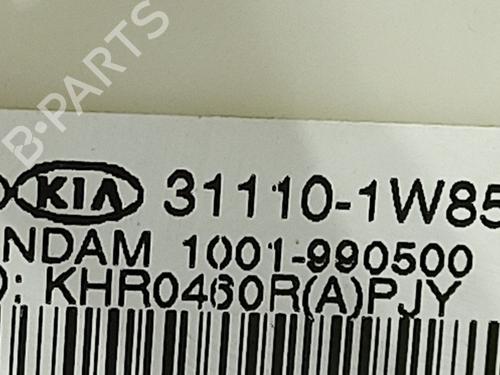 B-PARTS
KIA 31110-1W85
NDAM 1001-990500
: KHR0460R(A)PJY